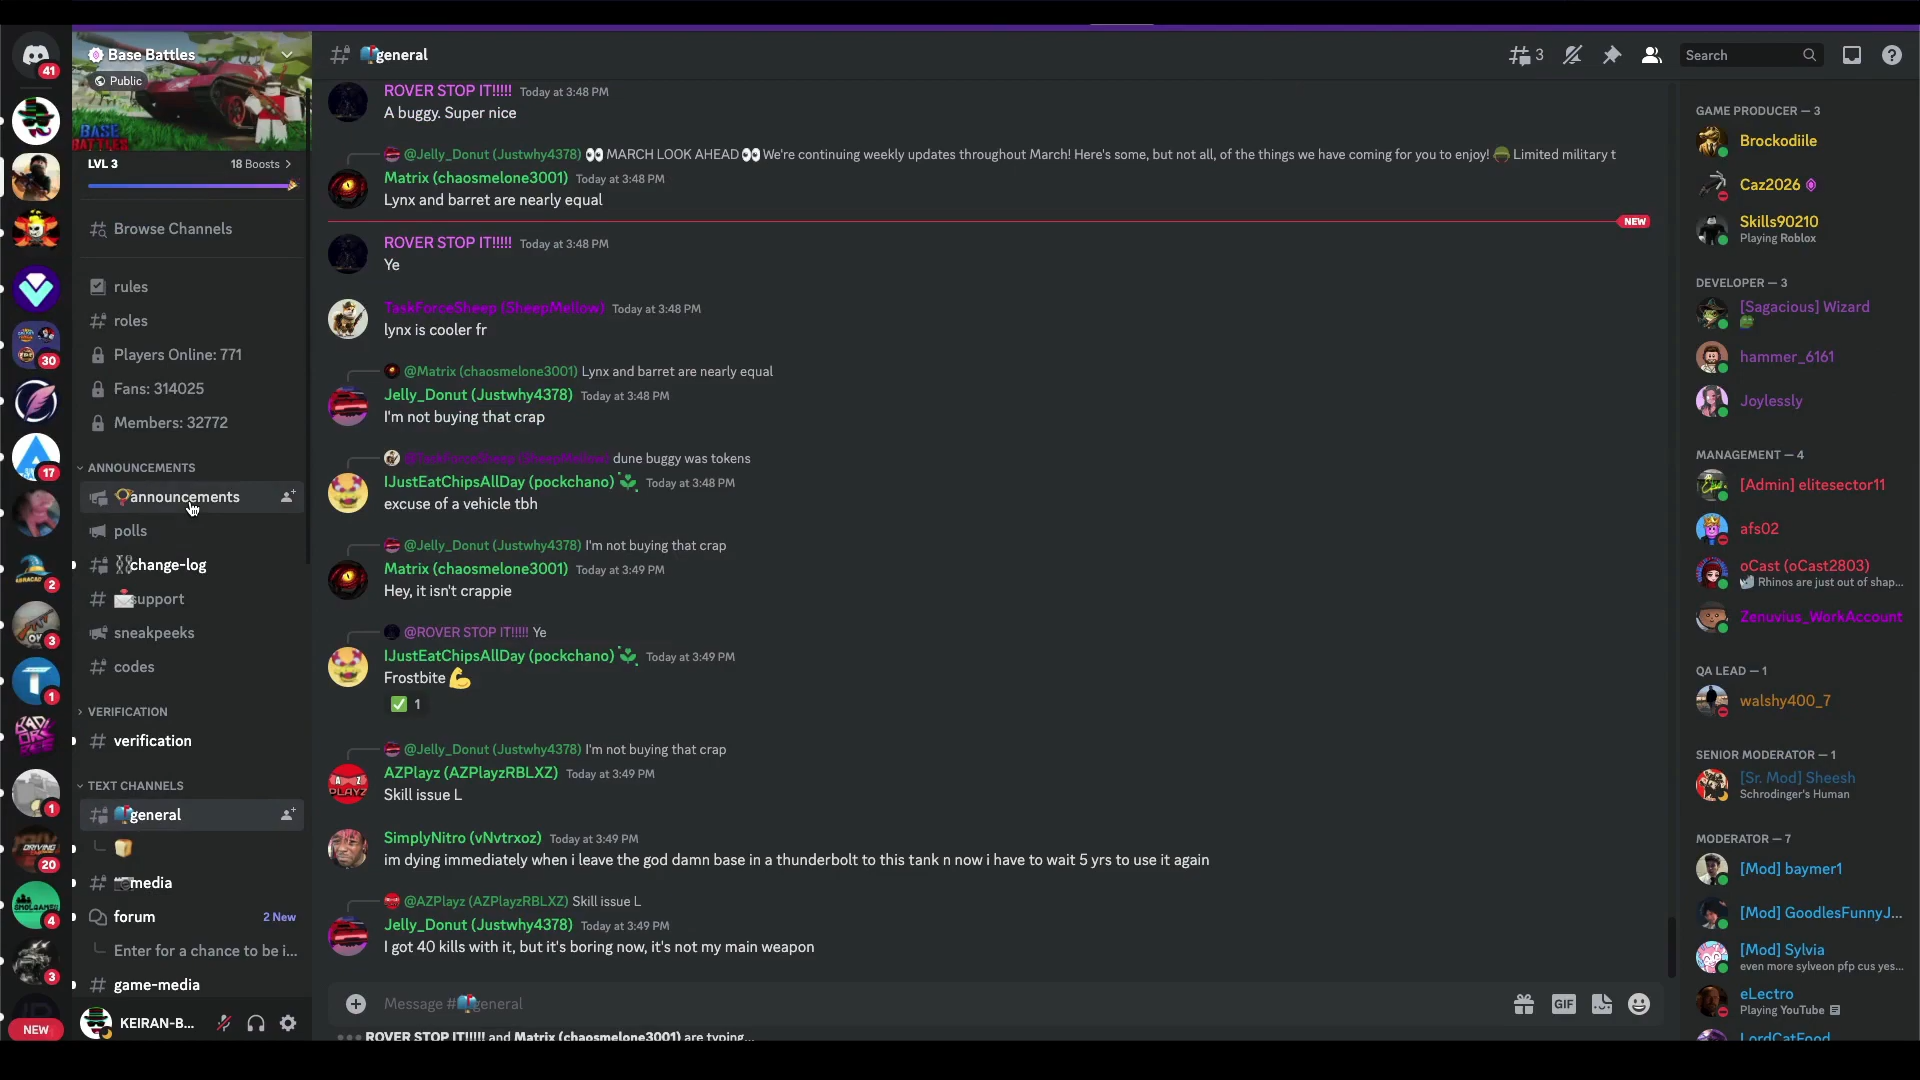 41
Base Battles
Public
BASE
BATTLES
LVL 3
18 Boosts
Browse Channels
rules
roles
Players Online: 771
Fans: 314025
Members: 32772
ANNOUNCEMENTS
announcements
polls
change-log
support
sneakpeeks
codes
VERIFICATION
verification
TEXT CHANNELS
general
media
forum
2 New
Enter for a chance to be i...
game-media
KEIRAN-B...
30
17
2
3
1
1
20
4
3
NEW
general
3
Search
ROVER STOP IT!!!!! Today at 3:48 PM
A buggy. Super nice
@Jelly_Donut (Justwhy4378) 👀 MARCH LOOK AHEAD 👀 We're continuing weekly updates throughout March! Here's some, but not all, of the things we have coming for you to enjoy! 🪖 Limited military t
Matrix (chaosmelone3001) Today at 3:48 PM
Lynx and barret are nearly equal
NEW
ROVER STOP IT!!!!! Today at 3:48 PM
Ye
TaskForceSheep (SheepMellow) Today at 3:48 PM
lynx is cooler fr
@Matrix (chaosmelone3001) Lynx and barret are nearly equal
Jelly_Donut (Justwhy4378) Today at 3:48 PM
I'm not buying that crap
@TaskForceSheep (SheepMellow) dune buggy was tokens
IJustEatChipsAllDay (pockchano) Today at 3:48 PM
excuse of a vehicle tbh
@Jelly_Donut (Justwhy4378) I'm not buying that crap
Matrix (chaosmelone3001) Today at 3:49 PM
Hey, it isn't crappie
@ROVER STOP IT!!!!! Ye
IJustEatChipsAllDay (pockchano) Today at 3:49 PM
Frostbite 💪
✅ 1
@Jelly_Donut (Justwhy4378) I'm not buying that crap
AZPlayz (AZPlayzRBLXZ) Today at 3:49 PM
Skill issue L
SimplyNitro (vNvtrxoz) Today at 3:49 PM
im dying immediately when i leave the god damn base in a thunderbolt to this tank n now i have to wait 5 yrs to use it again
@AZPlayz (AZPlayzRBLXZ) Skill issue L
Jelly_Donut (Justwhy4378) Today at 3:49 PM
I got 40 kills with it, but it's boring now, it's not my main weapon
Message #general
GIF
ROVER STOP IT!!!!! and Matrix (chaosmelone3001) are typing...
GAME PRODUCER — 3
Brockodiile
Caz2026
Skills90210
Playing Roblox
DEVELOPER — 3
[Sagacious] Wizard
hammer_6161
Joylessly
MANAGEMENT — 4
[Admin] elitesector11
afs02
oCast (oCast2803)
Rhinos are just out of shap...
Zenuvius_WorkAccount
QA LEAD — 1
walshy400_7
SENIOR MODERATOR — 1
[Sr. Mod] Sheesh
Schrodinger's Human
MODERATOR — 7
[Mod] baymer1
[Mod] GoodlesFunnyJ...
[Mod] Sylvia
even more sylveon pfp cus yes...
eLectro
Playing YouTube
LordCatFood